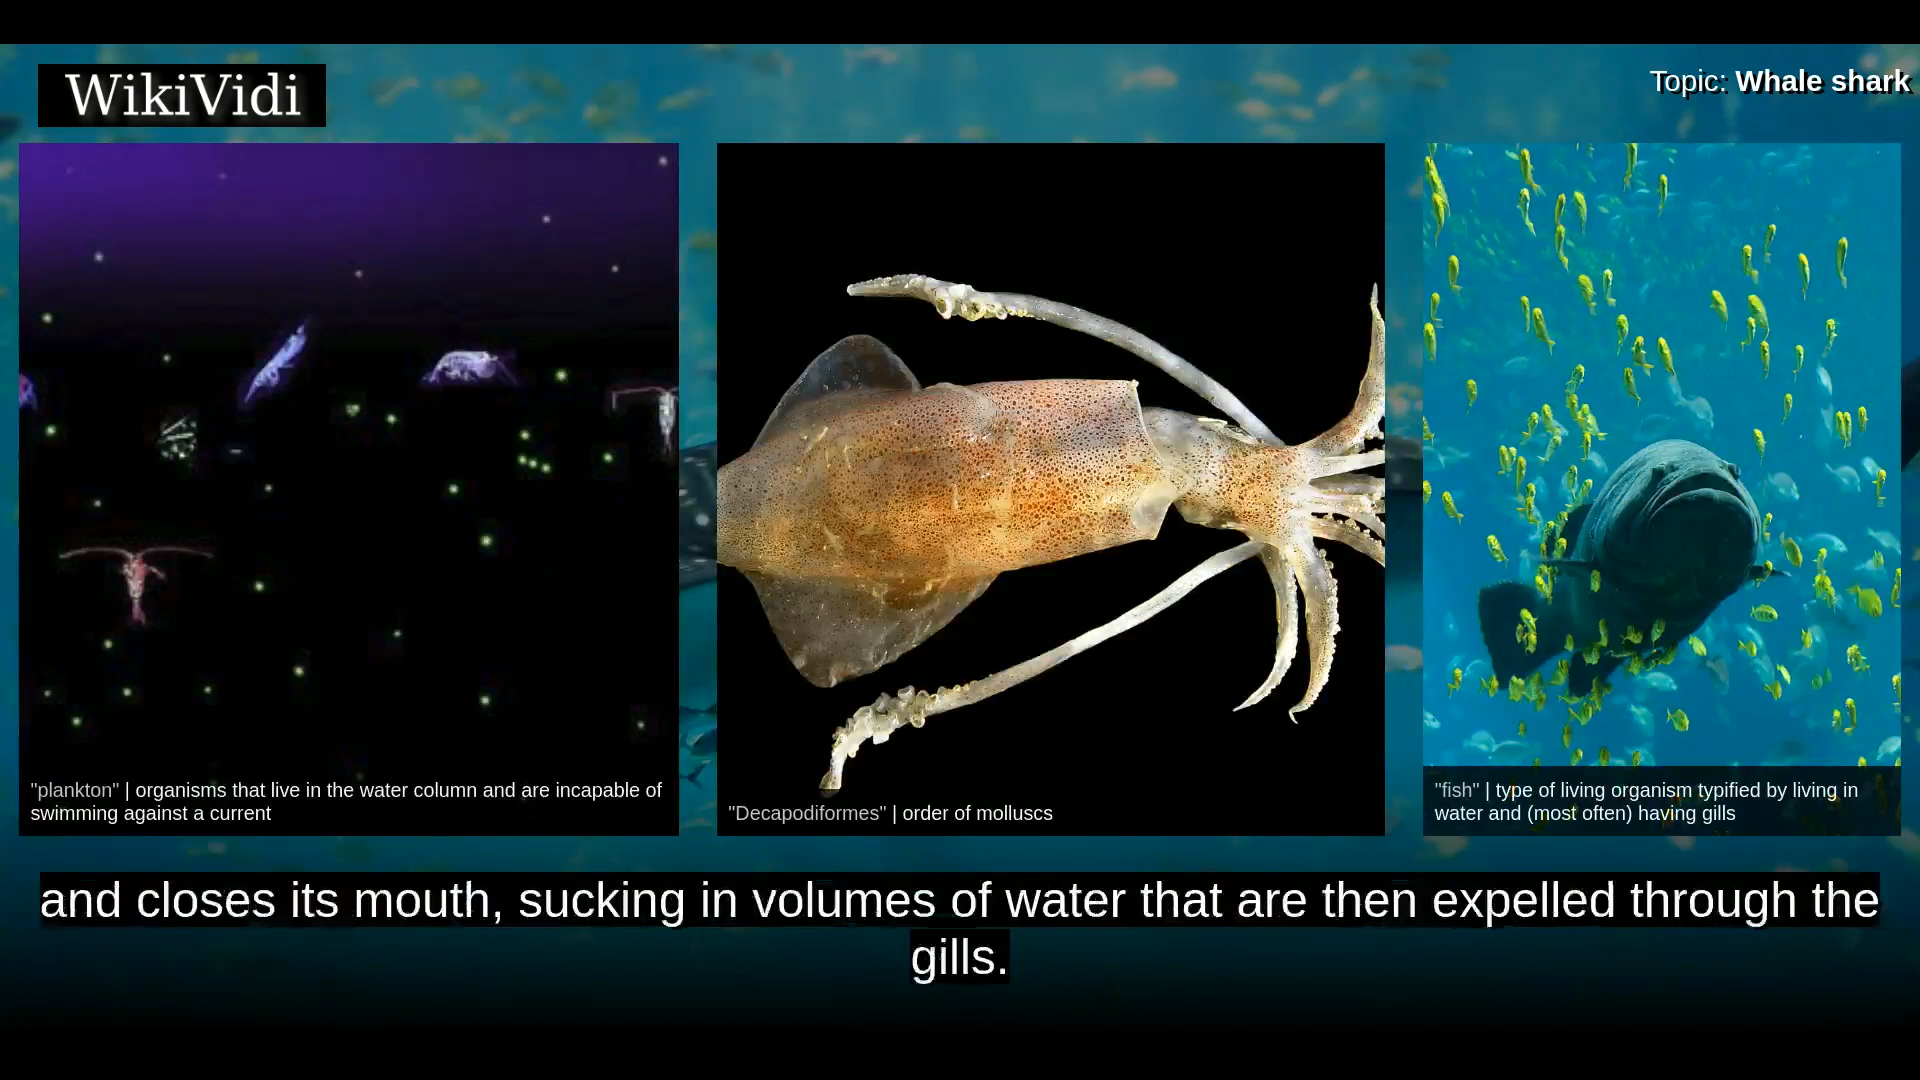 WikiVidi
Topic: Whale shark
"plankton" | organisms that live in the water column and are incapable of
swimming against a current
"Decapodiformes" | order of molluscs
"fish" | type of living organism typified by living in
water and (most often) having gills
and closes its mouth, sucking in volumes of water that are then expelled through the
gills.